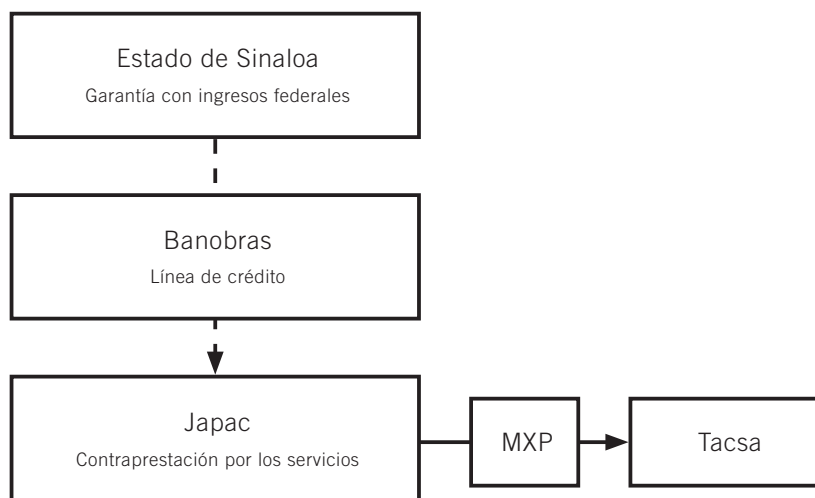 Estado de Sinaloa
Garantía con ingresos federales
Banobras
Línea de crédito
Japac
Contraprestación por los servicios
MXP
Tacsa